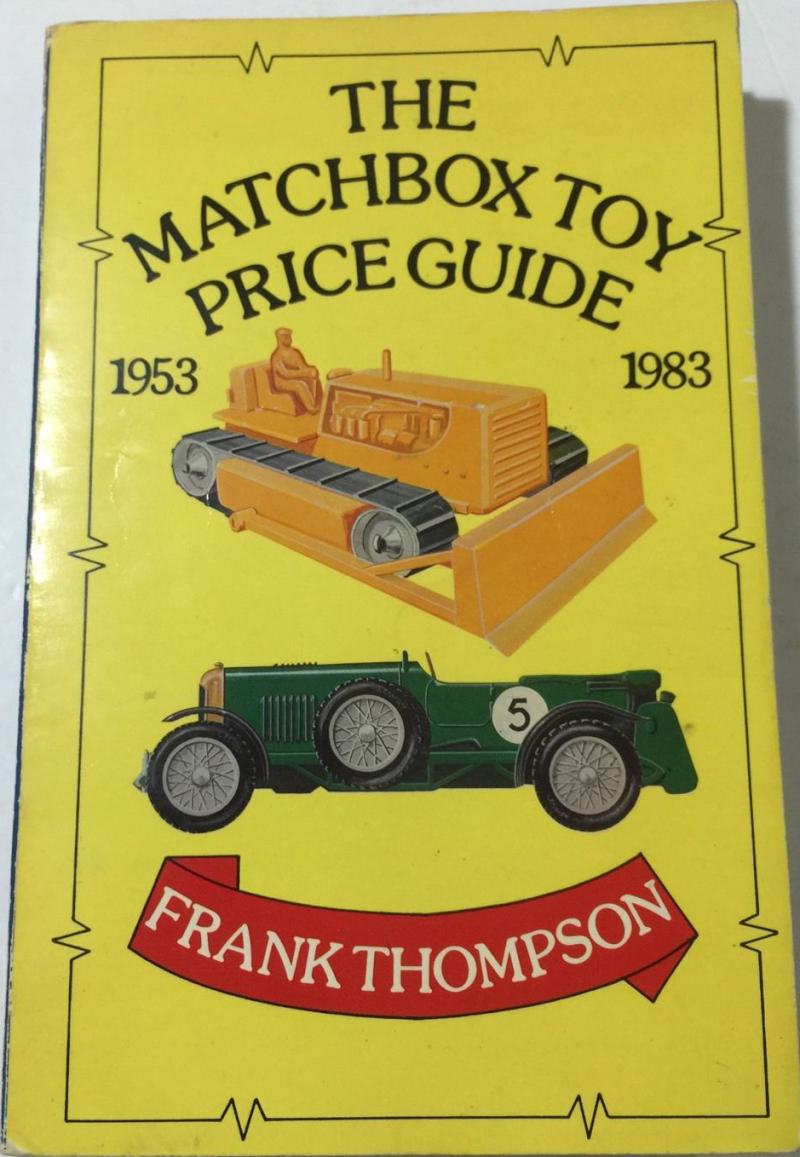 THE
MATCHBOX TOY
PRICE GUIDE
1953 1983
5
FRANK THOMPSON